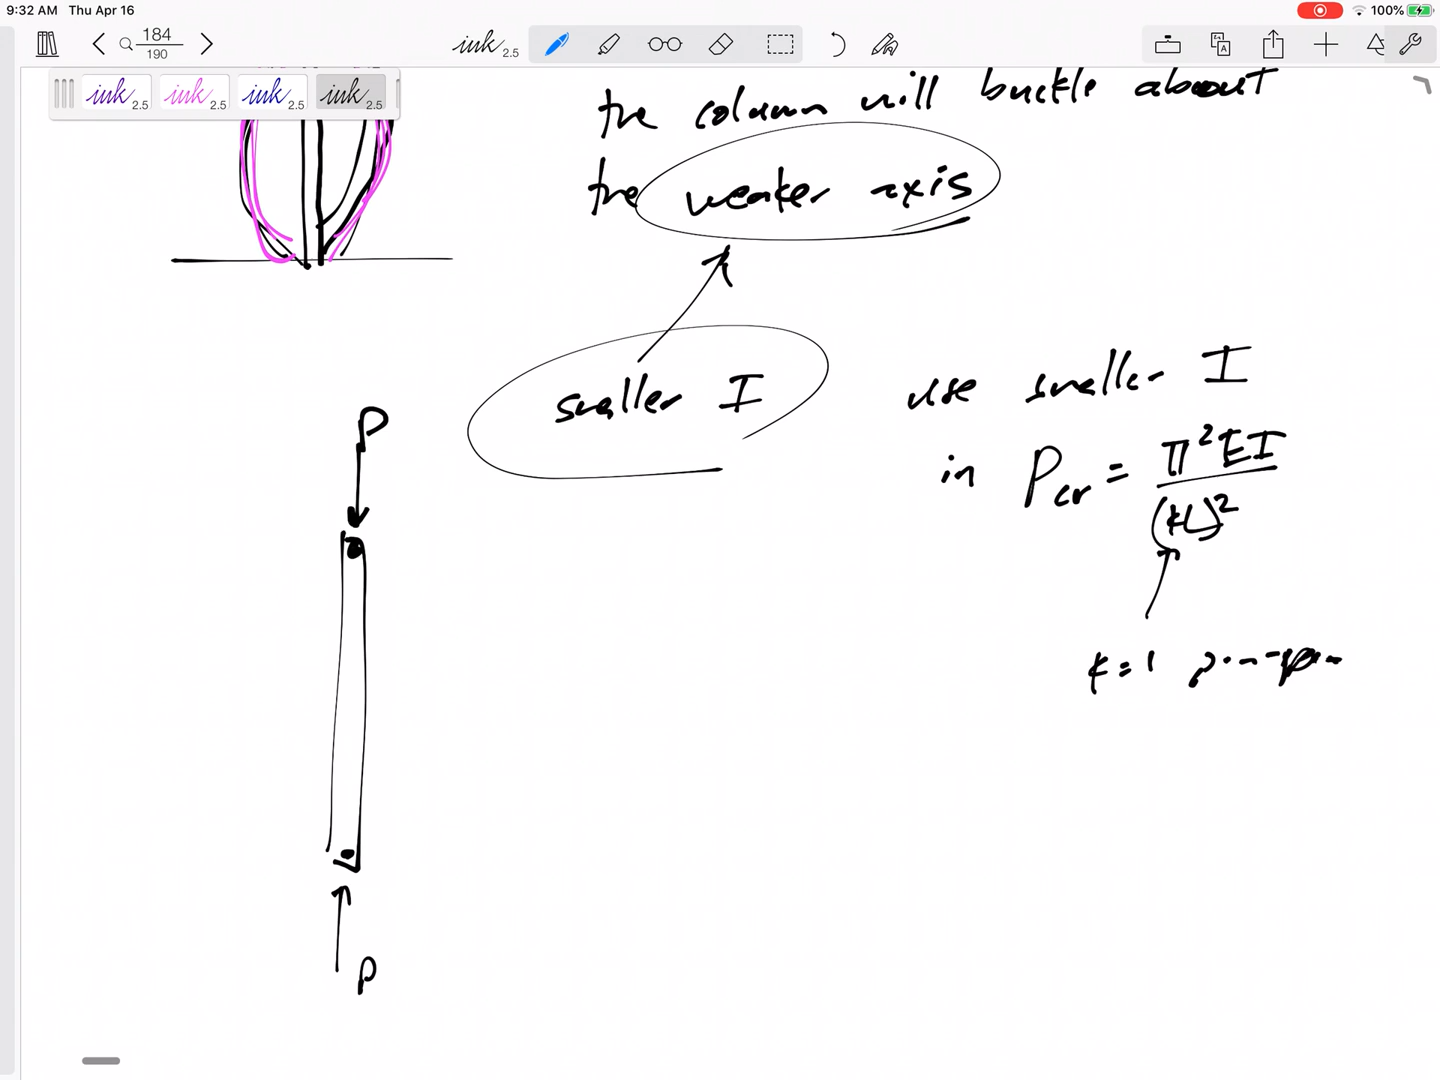 9:32 AM Thu Apr 16
100%
184
190
ink 2.5
ink 2.5
ink 2.5
ink 2.5
ink 2.5
the column will buckle about
the weaker axis
smaller I
use smaller I
in Pcr = π²EI
(kL)²
k=1 pin-pin
P
P